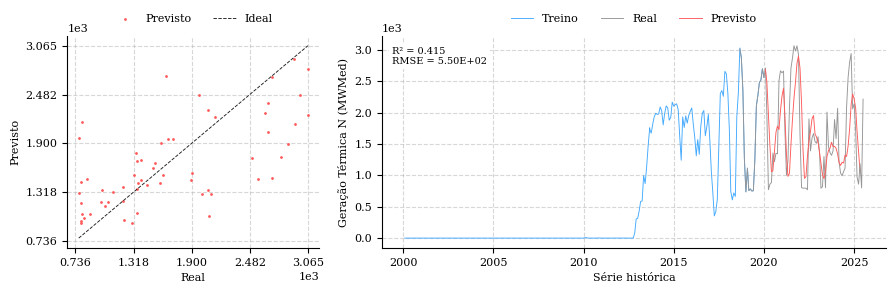 Previsto Ideal
1e3
3.065
2.482
1.900
1.318
0.736
Previsto
0.736 1.318 1.900 2.482 3.065
1e3
Real
Treino Real Previsto
1e3
R² = 0.415
RMSE = 5.50E+02
3.0
2.5
2.0
1.5
1.0
0.5
0.0
Geração Térmica N (MWMed)
2000 2005 2010 2015 2020 2025
Série histórica